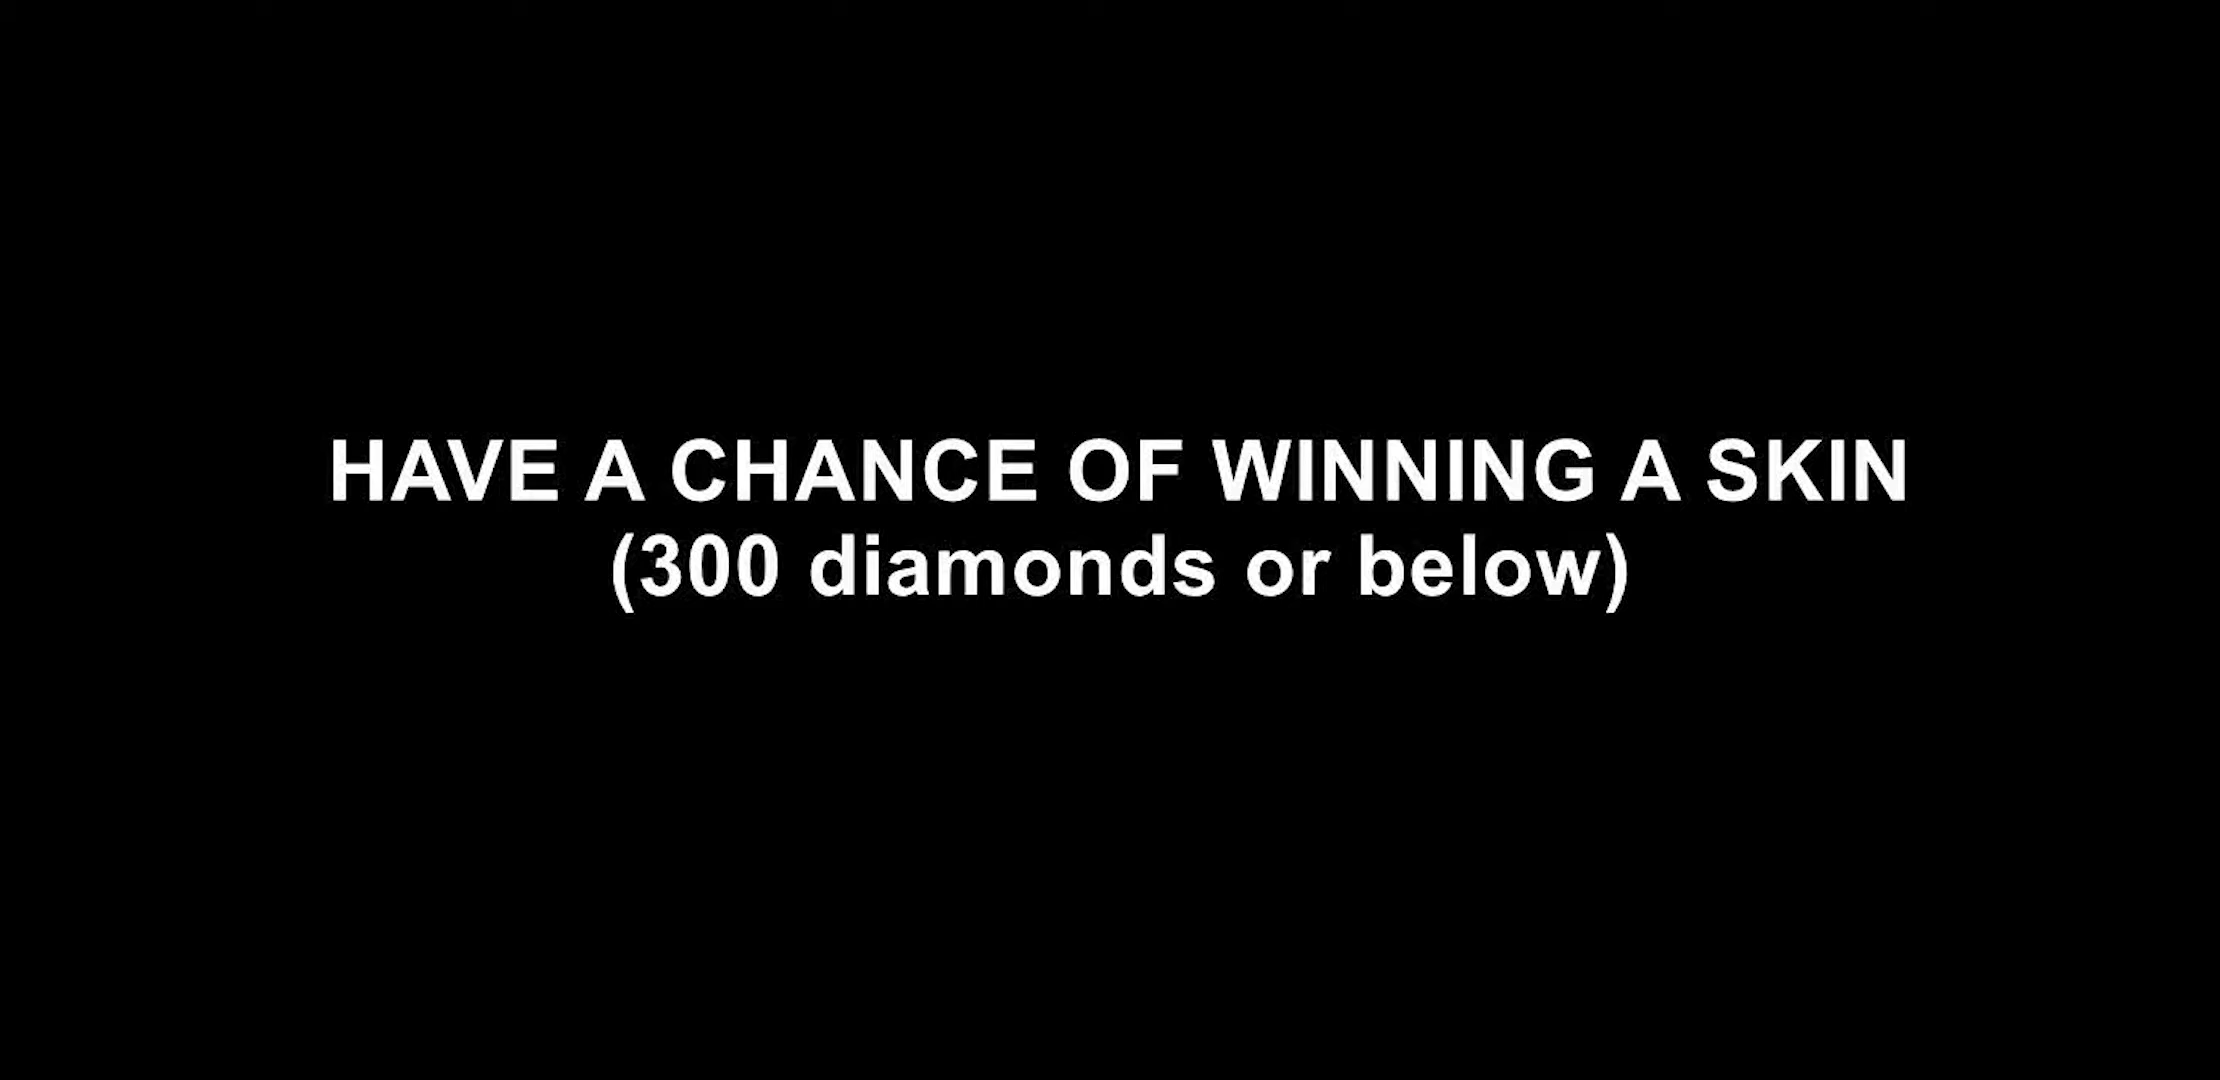 HAVE A CHANCE OF WINNING A SKIN
(300 diamonds or below)